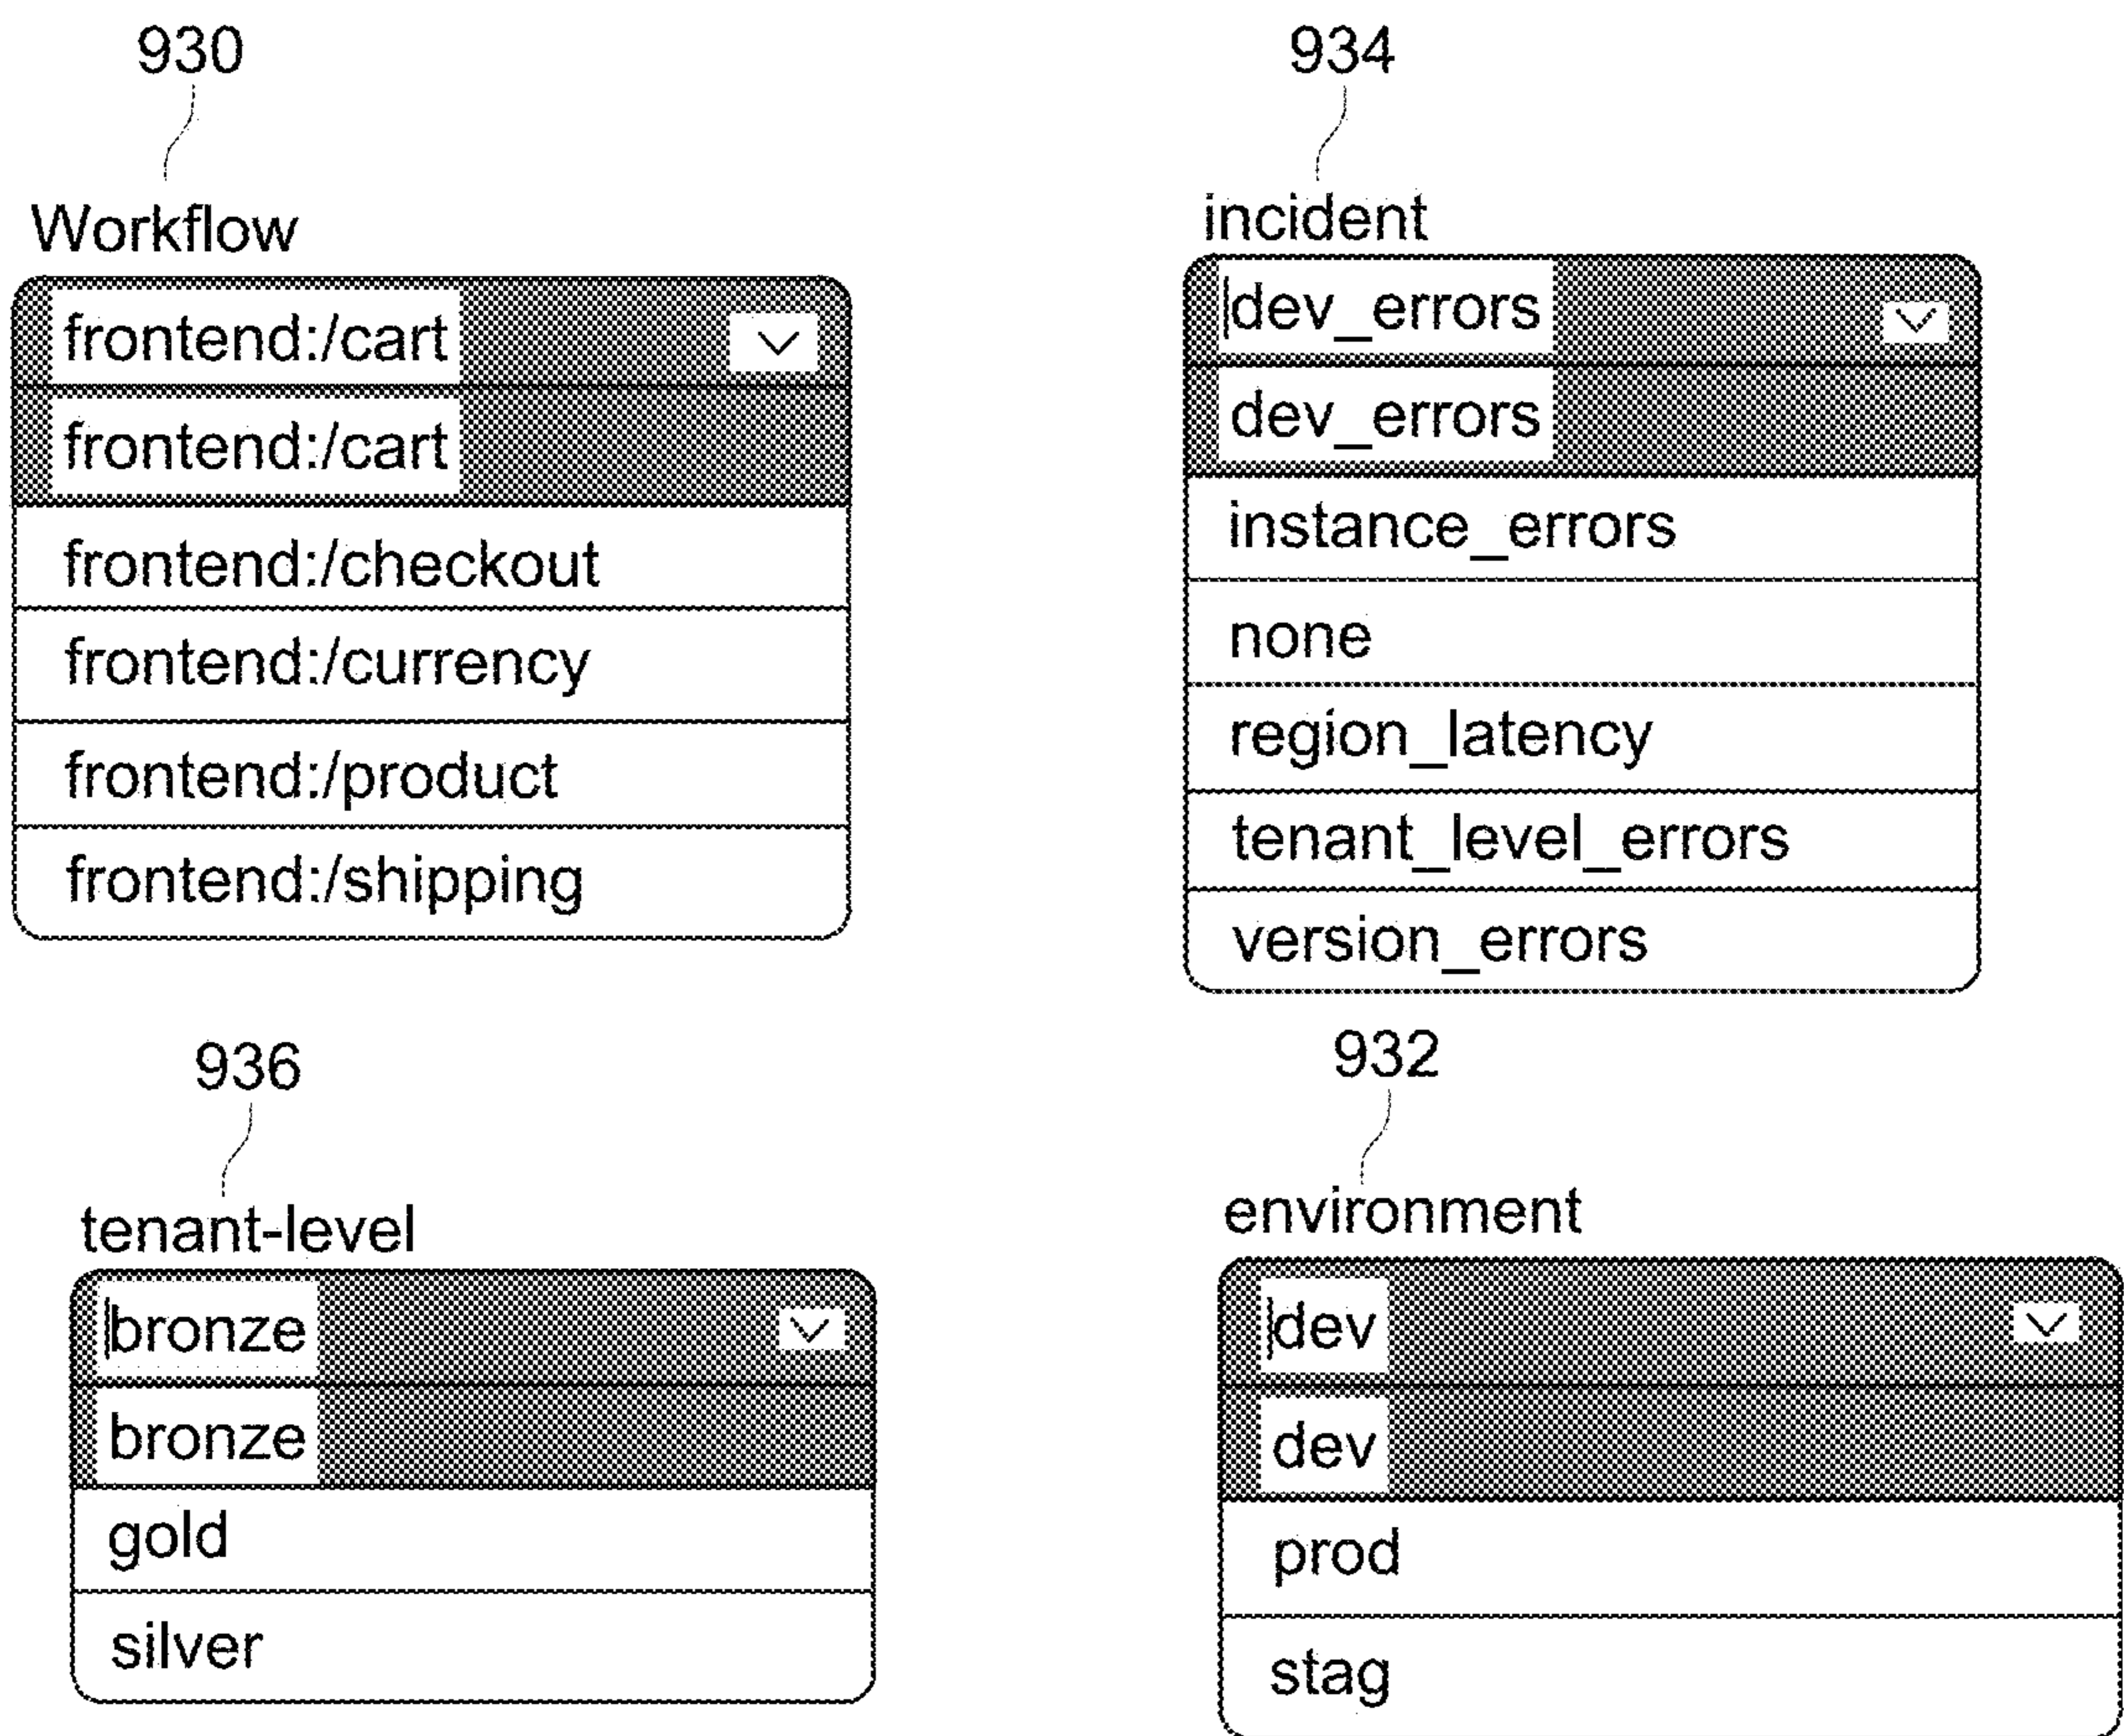 930
Workflow
frontend:/cart
frontend:/cart
frontend:/checkout
frontend:/currency
frontend:/product
frontend:/shipping
934
incident
dev_errors
dev_errors
instance_errors
none
region_latency
tenant_level_errors
version_errors
936
tenant-level
bronze
bronze
gold
silver
932
environment
dev
dev
prod
stag